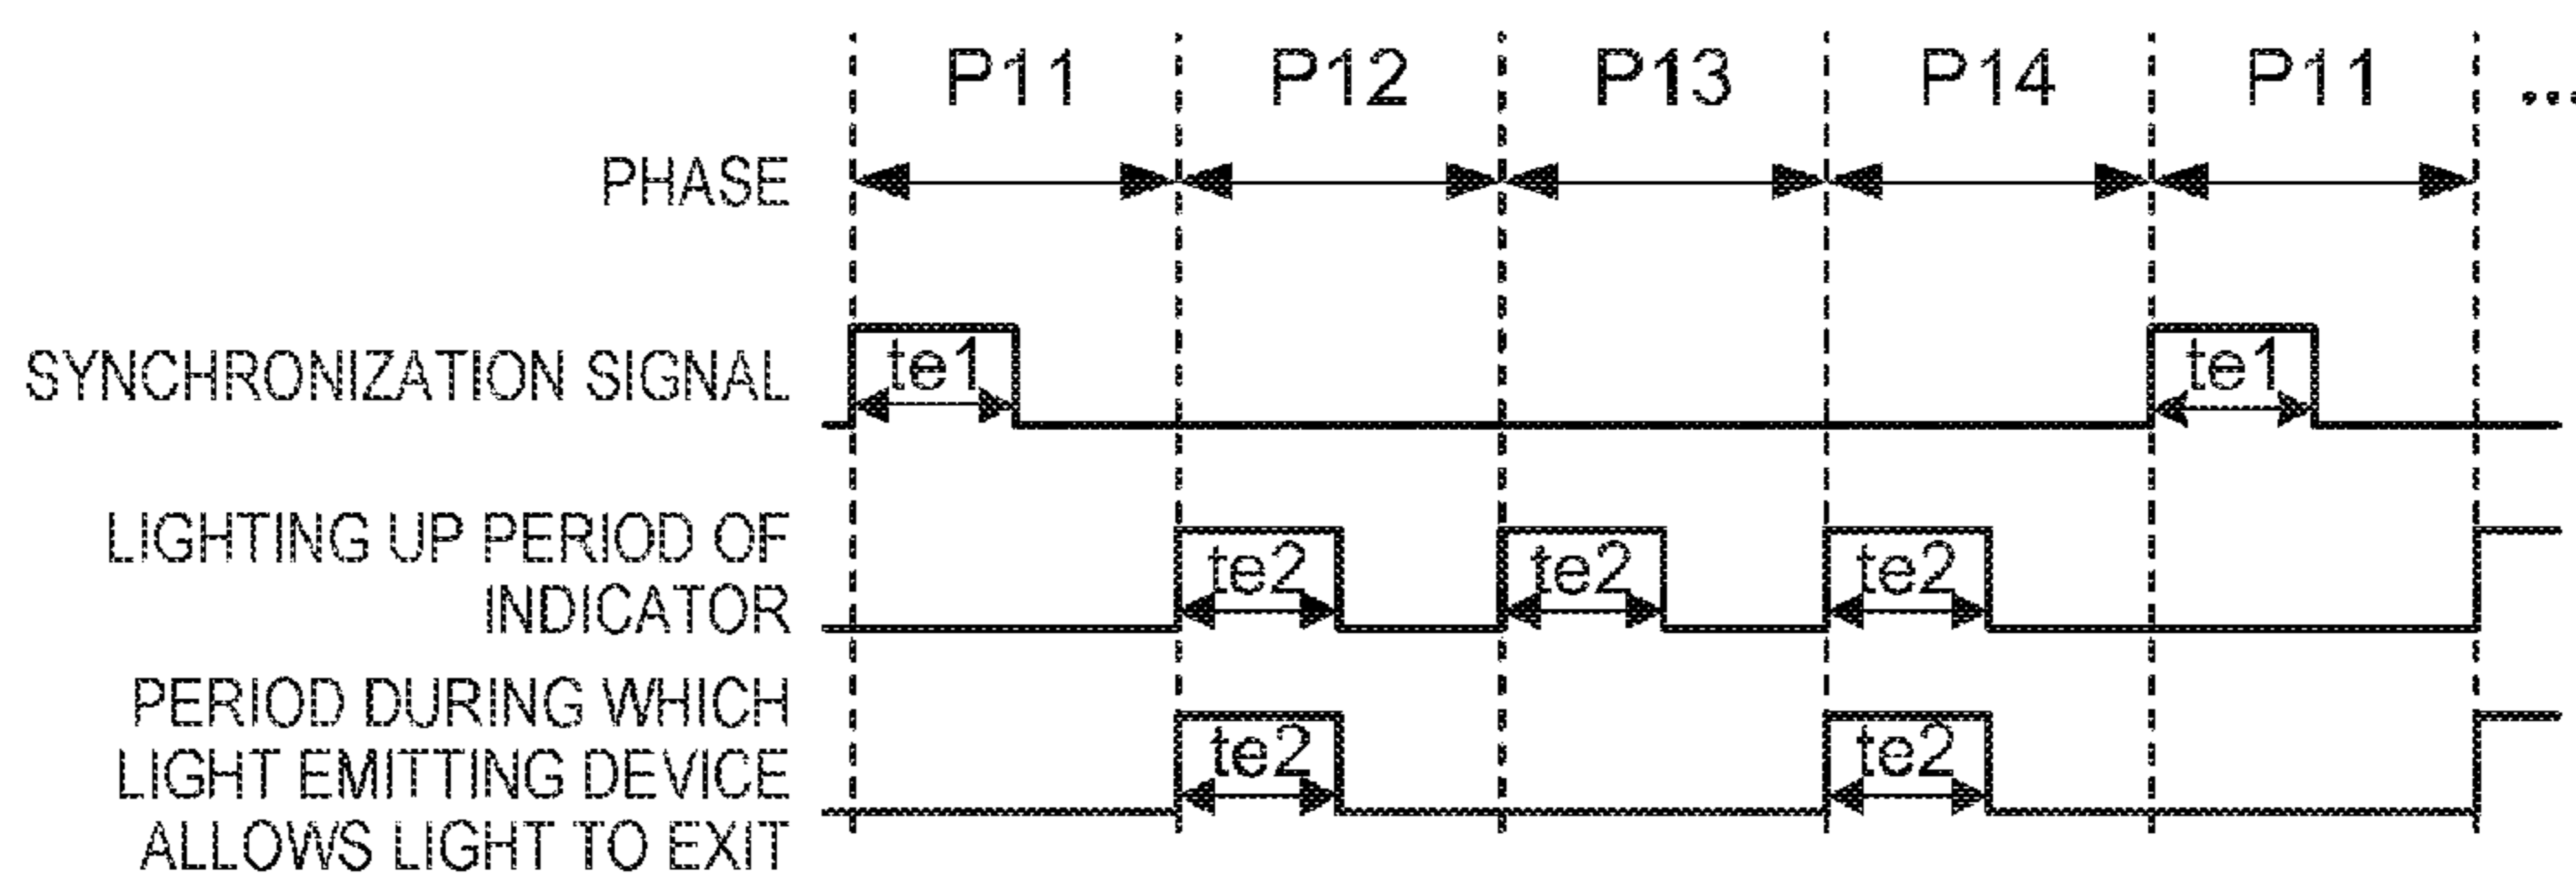 P11 P12 P13 P14 P11 ...
PHASE
SYNCHRONIZATION SIGNAL te1 te1
LIGHTING UP PERIOD OF
INDICATOR te2 te2 te2
PERIOD DURING WHICH
LIGHT EMITTING DEVICE te2 te2
ALLOWS LIGHT TO EXIT